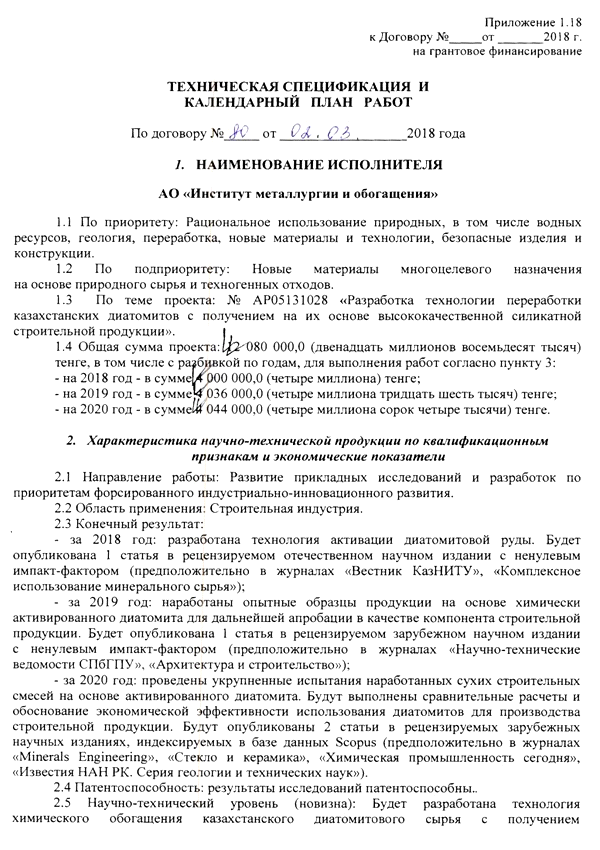 Приложение 1.18
к Договору №_____от _______2018 г.
на грантовое финансирование
ТЕХНИЧЕСКАЯ СПЕЦИФИКАЦИЯ И
КАЛЕНДАРНЫЙ ПЛАН РАБОТ
По договору № 80 от 02.03. 2018 года
1. НАИМЕНОВАНИЕ ИСПОЛНИТЕЛЯ
АО «Институт металлургии и обогащения»
1.1 По приоритету: Рациональное использование природных, в том числе водных
ресурсов, геология, переработка, новые материалы и технологии, безопасные изделия и
конструкции.
1.2 По подприоритету: Новые материалы многоцелевого назначения
на основе природного сырья и техногенных отходов.
1.3 По теме проекта: № АР05131028 «Разработка технологии переработки
казахстанских диатомитов с получением на их основе высококачественной силикатной
строительной продукции».
1.4 Общая сумма проекта: 12 080 000,0 (двенадцать миллионов восемьдесят тысяч)
тенге, в том числе с разбивкой по годам, для выполнения работ согласно пункту 3:
- на 2018 год - в сумме 4 000 000,0 (четыре миллиона) тенге;
- на 2019 год - в сумме 4 036 000,0 (четыре миллиона тридцать шесть тысяч) тенге;
- на 2020 год - в сумме 4 044 000,0 (четыре миллиона сорок четыре тысячи) тенге.
2. Характеристика научно-технической продукции по квалификационным
признакам и экономические показатели
2.1 Направление работы: Развитие прикладных исследований и разработок по
приоритетам форсированного индустриально-инновационного развития.
2.2 Область применения: Строительная индустрия.
2.3 Конечный результат:
- за 2018 год: разработана технология активации диатомитовой руды. Будет
опубликована 1 статья в рецензируемом отечественном научном издании с ненулевым
импакт-фактором (предположительно в журналах «Вестник КазНИТУ», «Комплексное
использование минерального сырья»);
- за 2019 год: наработаны опытные образцы продукции на основе химически
активированного диатомита для дальнейшей апробации в качестве компонента строительной
продукции. Будет опубликована 1 статья в рецензируемом зарубежном научном издании
с ненулевым импакт-фактором (предположительно в журналах «Научно-технические
ведомости СПбГПУ», «Архитектура и строительство»);
- за 2020 год: проведены укрупненные испытания наработанных сухих строительных
смесей на основе активированного диатомита. Будут выполнены сравнительные расчеты и
обоснование экономической эффективности использования диатомитов для производства
строительной продукции. Будут опубликованы 2 статьи в рецензируемых зарубежных
научных изданиях, индексируемых в базе данных Scopus (предположительно в журналах
«Minerals Engineering», «Стекло и керамика», «Химическая промышленность сегодня»,
«Известия НАН РК. Серия геологии и технических наук»).
2.4 Патентоспособность: результаты исследований патентоспособны..
2.5 Научно-технический уровень (новизна): Будет разработана технология
химического обогащения казахстанского диатомитового сырья с получением